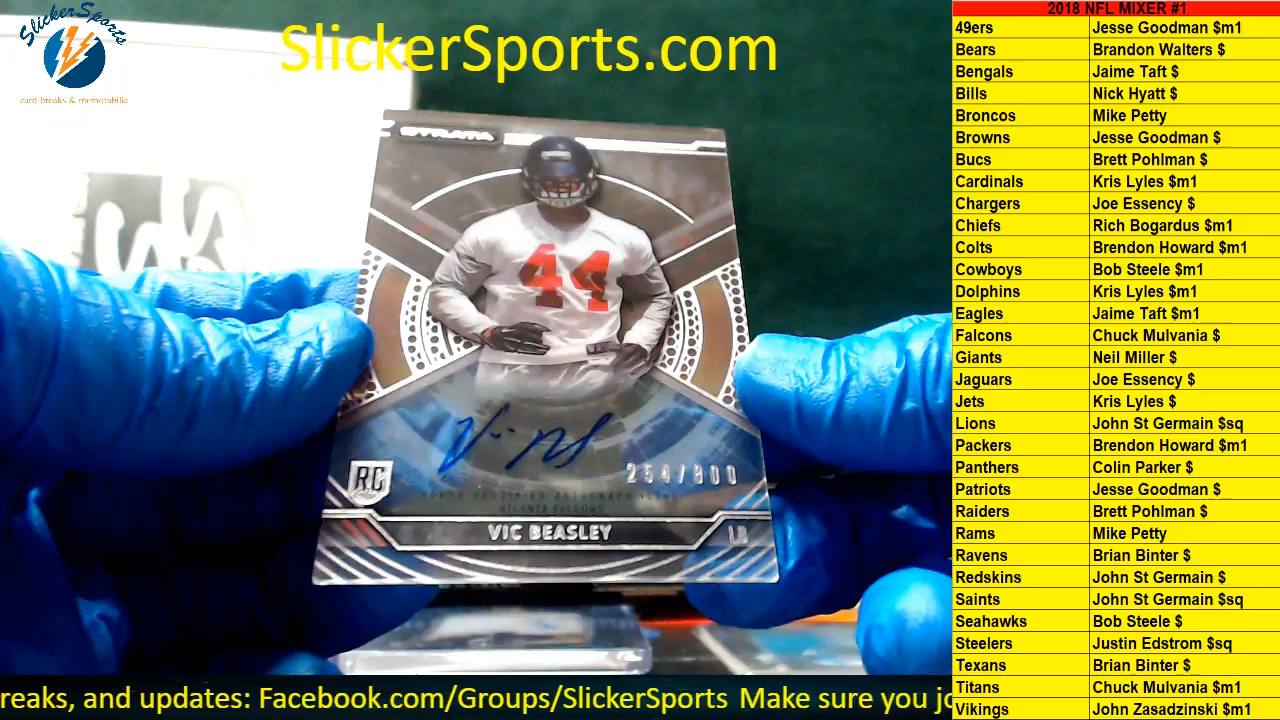 SlickerSports
card breaks & memorabilia
SlickerSports.com
STRATA
44
RC
254/800
ATLANTA FALCONS
VIC BEASLEY
LB
reaks, and updates: Facebook.com/Groups/SlickerSports Make sure you jo
2018 NFL MIXER #1
49ers Jesse Goodman $m1
Bears Brandon Walters $
Bengals Jaime Taft $
Bills Nick Hyatt $
Broncos Mike Petty
Browns Jesse Goodman $
Bucs Brett Pohlman $
Cardinals Kris Lyles $m1
Chargers Joe Essency $
Chiefs Rich Bogardus $m1
Colts Brendon Howard $m1
Cowboys Bob Steele $m1
Dolphins Kris Lyles $m1
Eagles Jaime Taft $m1
Falcons Chuck Mulvania $
Giants Neil Miller $
Jaguars Joe Essency $
Jets Kris Lyles $
Lions John St Germain $sq
Packers Brendon Howard $m1
Panthers Colin Parker $
Patriots Jesse Goodman $
Raiders Brett Pohlman $
Rams Mike Petty
Ravens Brian Binter $
Redskins John St Germain $
Saints John St Germain $sq
Seahawks Bob Steele $
Steelers Justin Edstrom $sq
Texans Brian Binter $
Titans Chuck Mulvania $m1
Vikings John Zasadzinski $m1